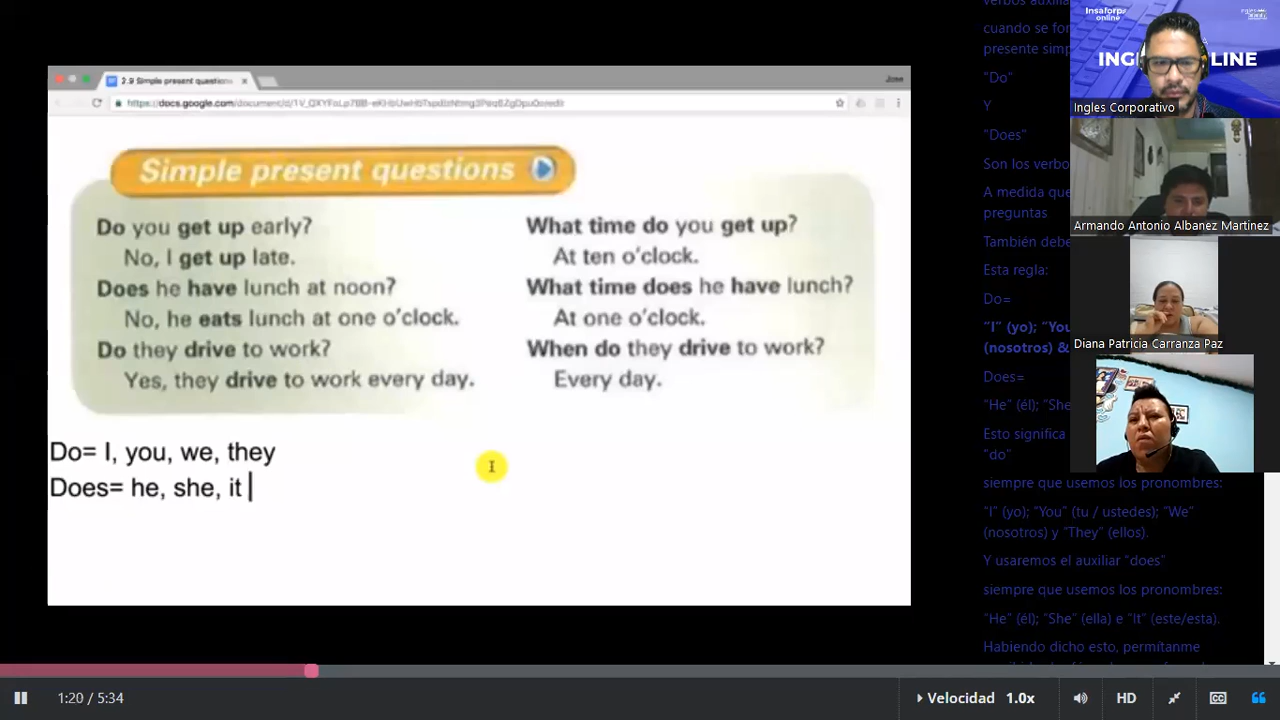 2.9 Simple present questions
Jose
Simple present questions
Do you get up early?
No, I get up late.
Does he have lunch at noon?
No, he eats lunch at one o'clock.
Do they drive to work?
Yes, they drive to work every day.
What time do you get up?
At ten o'clock.
What time does he have lunch?
At one o'clock.
When do they drive to work?
Every day.
Do= I, you, we, they
Does= he, she, it
verbos auxilia
cuando se fo
presente sim
"Do"
Y
"Does"
Son los verbo
A medida que
preguntas
También debe
Esta regla:
Do=
"I" (yo); "You
(nosotros) &
Does=
"He" (él); "She
Esto significa
"do"
siempre que usemos los pronombres:
"I" (yo); "You" (tu / ustedes); "We"
(nosotros) y "They" (ellos).
Y usaremos el auxiliar "does"
siempre que usemos los pronombres:
"He" (él); "She" (ella) e "It" (este/esta).
Habiendo dicho esto, permítanme
Insaforp
online
ING
LINE
Ingles Corporativo
Armando Antonio Albanez Martinez
Diana Patricia Carranza Paz
1:20 / 5:34
Velocidad 1.0x
HD
CC